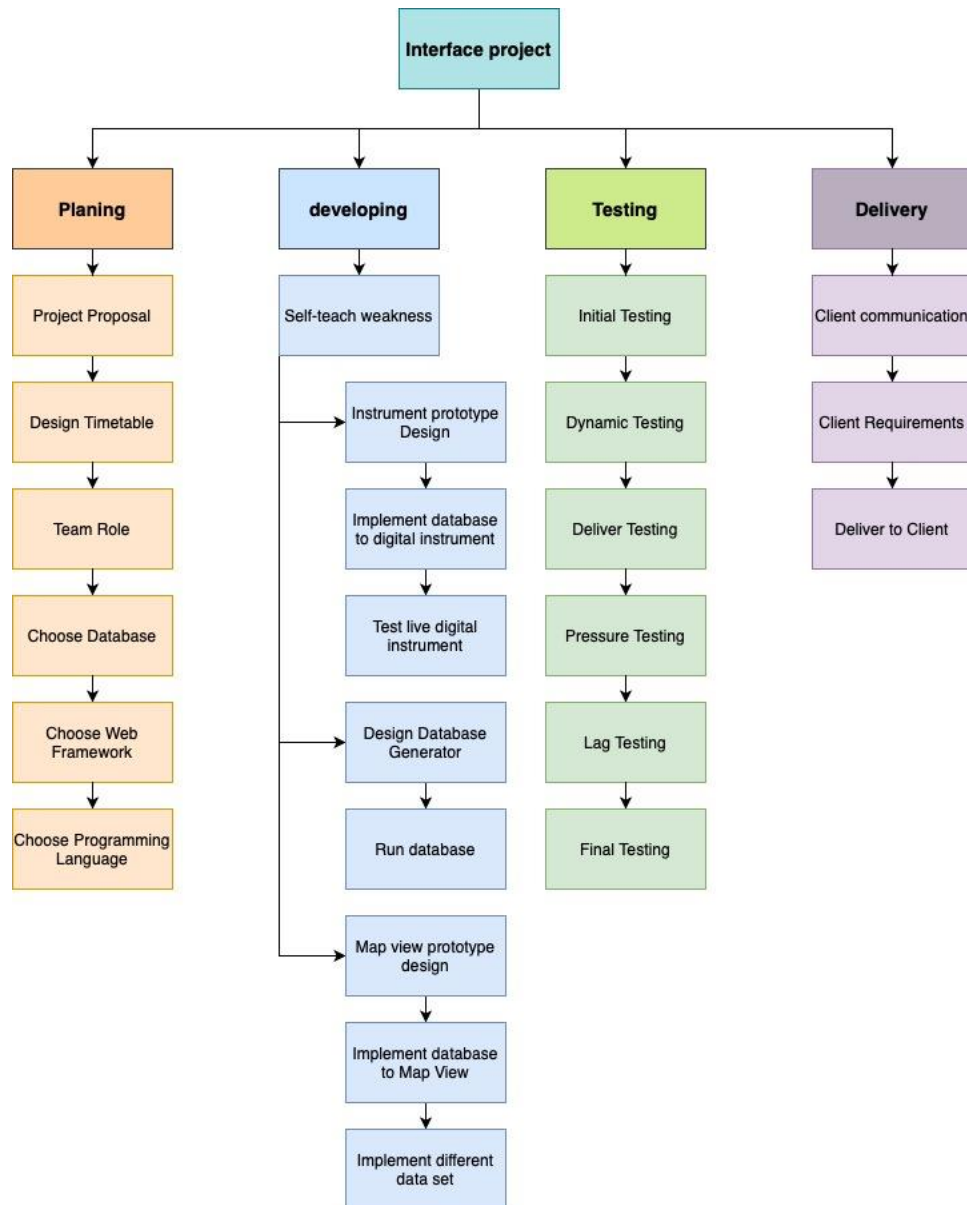 Interface project
Planing
developing
Testing
Delivery
Project Proposal
Design Timetable
Team Role
Choose Database
Choose Web
Framework
Choose Programming
Language
Self-teach weakness
Instrument prototype
Design
Implement database
to digital instrument
Test live digital
instrument
Design Database
Generator
Run database
Map view prototype
design
Implement database
to Map View
Implement different
data set
Initial Testing
Dynamic Testing
Deliver Testing
Pressure Testing
Lag Testing
Final Testing
Client communication
Client Requirements
Deliver to Client